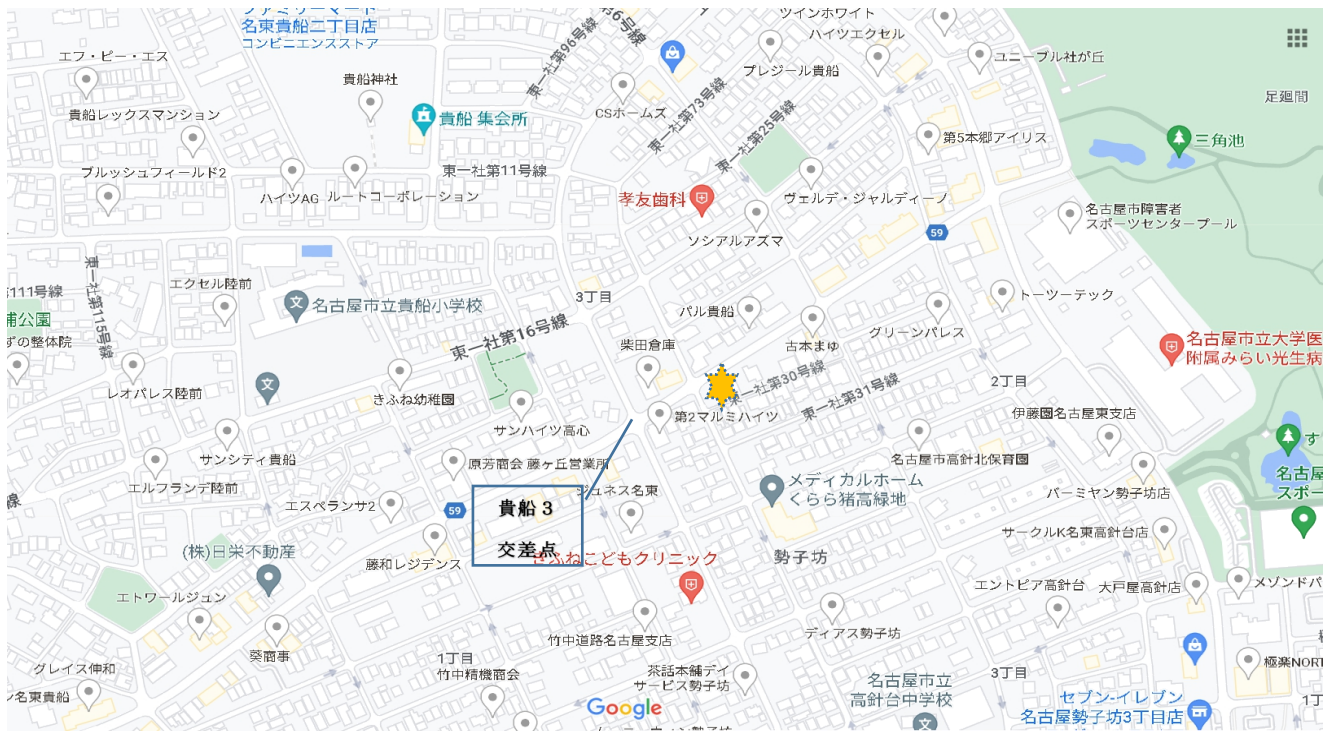 ファミリーマート
名東貴船二丁目店
コンビニエンスストア
ツインホワイト
ハイツエクセル
エフ・ピー・エス
貴船神社
東一社第96号線
プレジール貴船
ユニーブル社が丘
足廻間
貴船レックスマンション
貴船 集会所
CSホームズ
東一社第73号線
東一社第25号線
第5本郷アイリス
三角池
ブルッシュフィールド2
ハイツAG
ルートコーポレーション
東一社第11号線
孝友歯科
ヴェルデ・ジャルディーノ
名古屋市障害者
スポーツセンタープール
ソシアルアズマ
59
東一社第115号線
エクセル陸前
名古屋市立貴船小学校
3丁目
パル貴船
トーツーテック
111号線
東一社第16号線
柴田倉庫
古本まゆ
グリーンパレス
名古屋市立大学医
附属みらい光生病
ずの整体院
レオパレス陸前
きふね幼稚園
東一社第30号線
東一社第31号線
2丁目
サンハイツ高心
第2マルミハイツ
伊藤園名古屋東支店
サンシティ貴船
原芳商会 藤ヶ丘営業所
名古屋市高針北保育園
エルフランデ陸前
エスペランサ2
59
貴船３
交差点
ジュネス名東
メディカルホーム
くらら猪高緑地
バーミヤン勢子坊店
名古屋
スポー
サークルK名東高針台店
(株)日栄不動産
藤和レジデンス
きふねこどもクリニック
勢子坊
エトワールジュン
エントピア高針台
大戸屋高針店
メゾンドパ
葵商事
竹中道路名古屋支店
ディアス勢子坊
グレイス伸和
1丁目
竹中精機商会
茶話本舗デイ
サービス勢子坊
名古屋市立
高針台中学校
3丁目
極楽NORT
ン名東貴船
Google
セブン-イレブン
名古屋勢子坊3丁目店
1丁